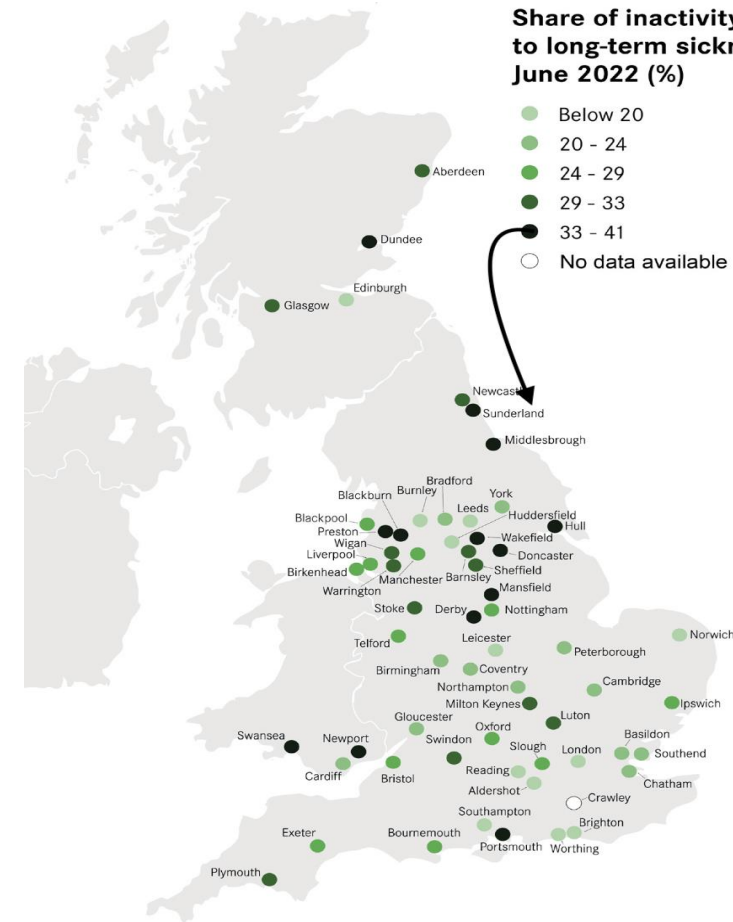 Share of inactivity
to long-term
June 2022 (%)
Below 20
20 - 24
24 - 29
29 - 33
33 - 41
No data available
Aberdeen
Dundee
Edinburgh
Glasgow
Sunderland
Middlesbrough
Bradford
Burnley
Blackburn
Leeds
York
Huddersfield
Blackpool
Preston
Hull
Wigan
Wakefield
Liverpool
Doncaster
Birkenhead
Manchester
Barnsley
Sheffield
Warrington
Mansfield
Stoke
Derby
Nottingham
Telford
Leicester
Norwich
Peterborough
Birmingham
Coventry
Northampton
Cambridge
Milton Keynes
Ipswich
Gloucester
Luton
Swansea
Newport
Swindon
Oxford
Basildon
Slough
London
Southend
Cardiff
Bristol
Reading
Chatham
Aldershot
Crawley
Southampton
Brighton
Exeter
Bournemouth
Portsmouth
Worthing
Plymouth